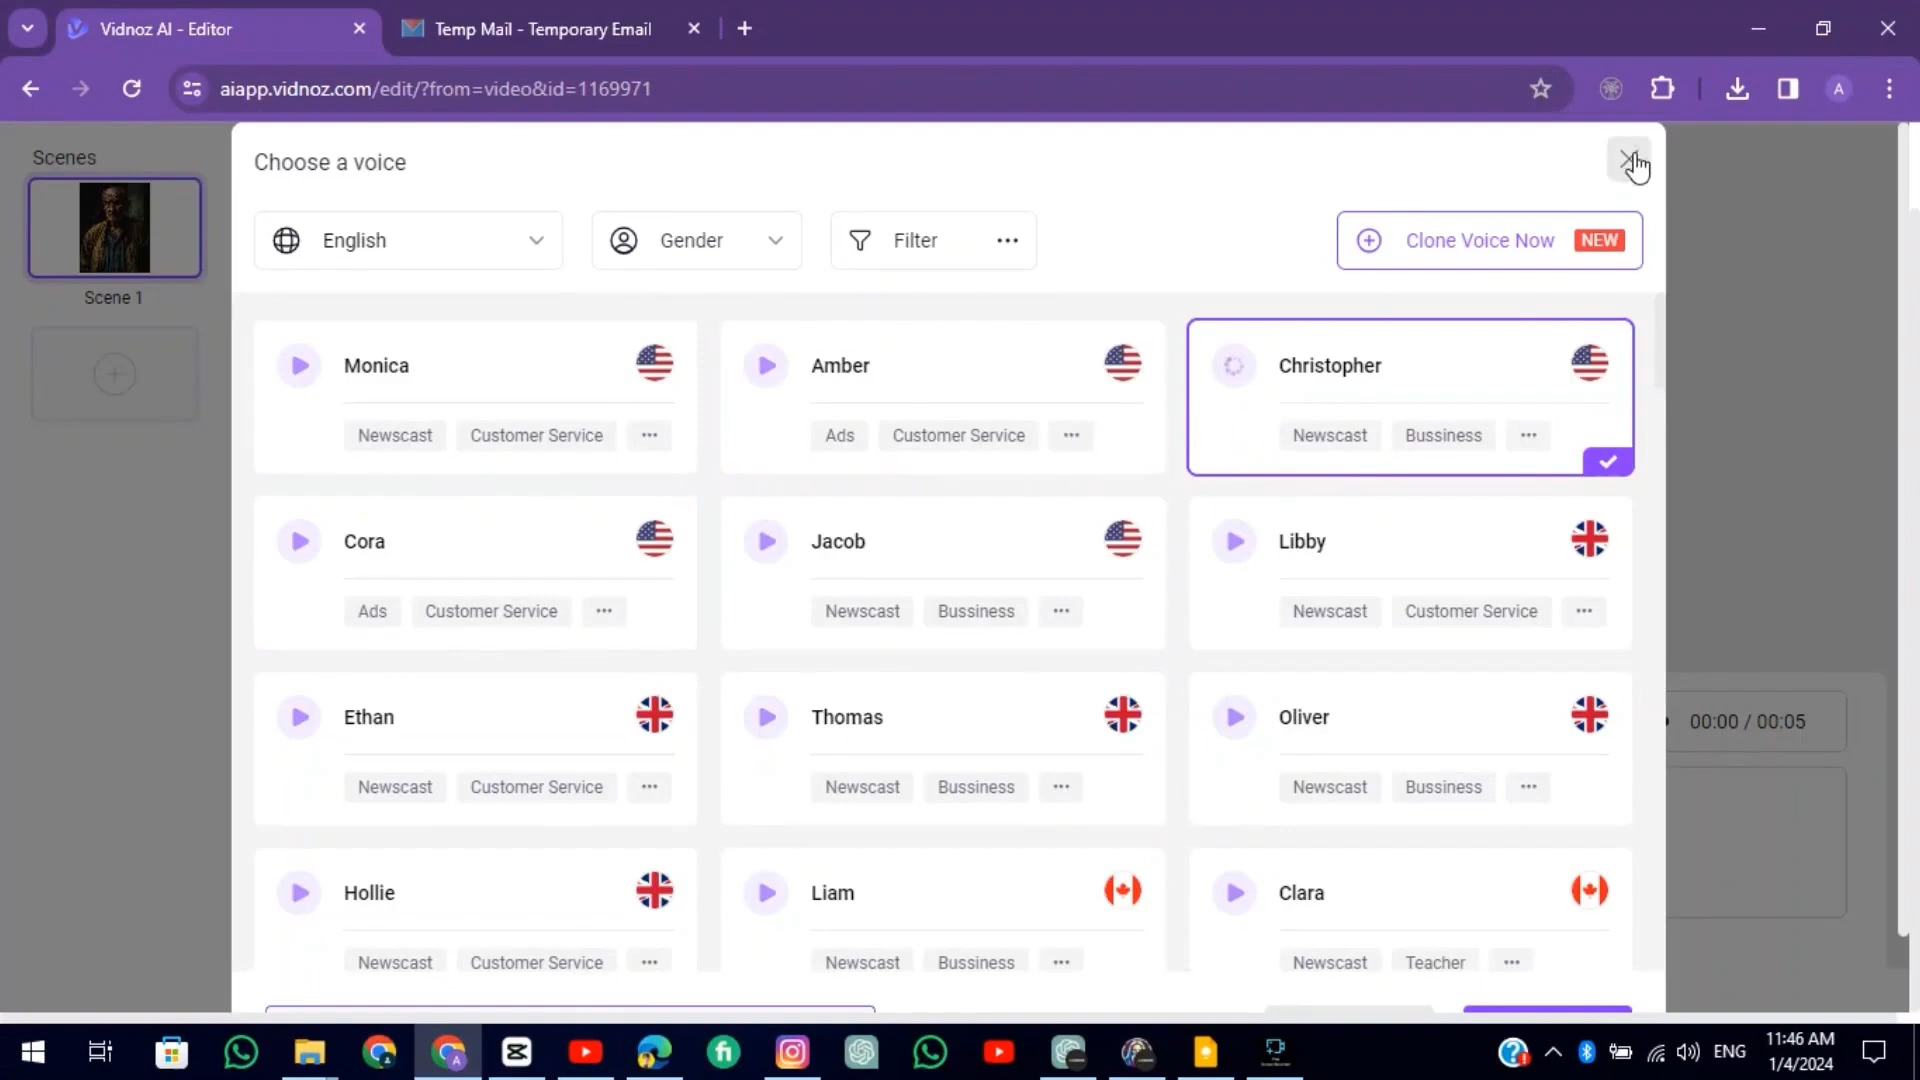 Vidnoz AI - Editor
Temp Mail - Temporary Email
aiapp.vidnoz.com/edit/?from=video&id=1169971
A
Scenes
Scene 1
Choose a voice
English
Gender
Filter
Clone Voice Now NEW
Monica
Newscast Customer Service
Amber
Ads Customer Service
Christopher
Newscast Bussiness
Cora
Ads Customer Service
Jacob
Newscast Bussiness
Libby
Newscast Customer Service
Ethan
Newscast Customer Service
Thomas
Newscast Bussiness
Oliver
Newscast Bussiness
Hollie
Newscast Customer Service
Liam
Newscast Bussiness
Clara
Newscast Teacher
00:00 / 00:05
ENG
11:46 AM
1/4/2024